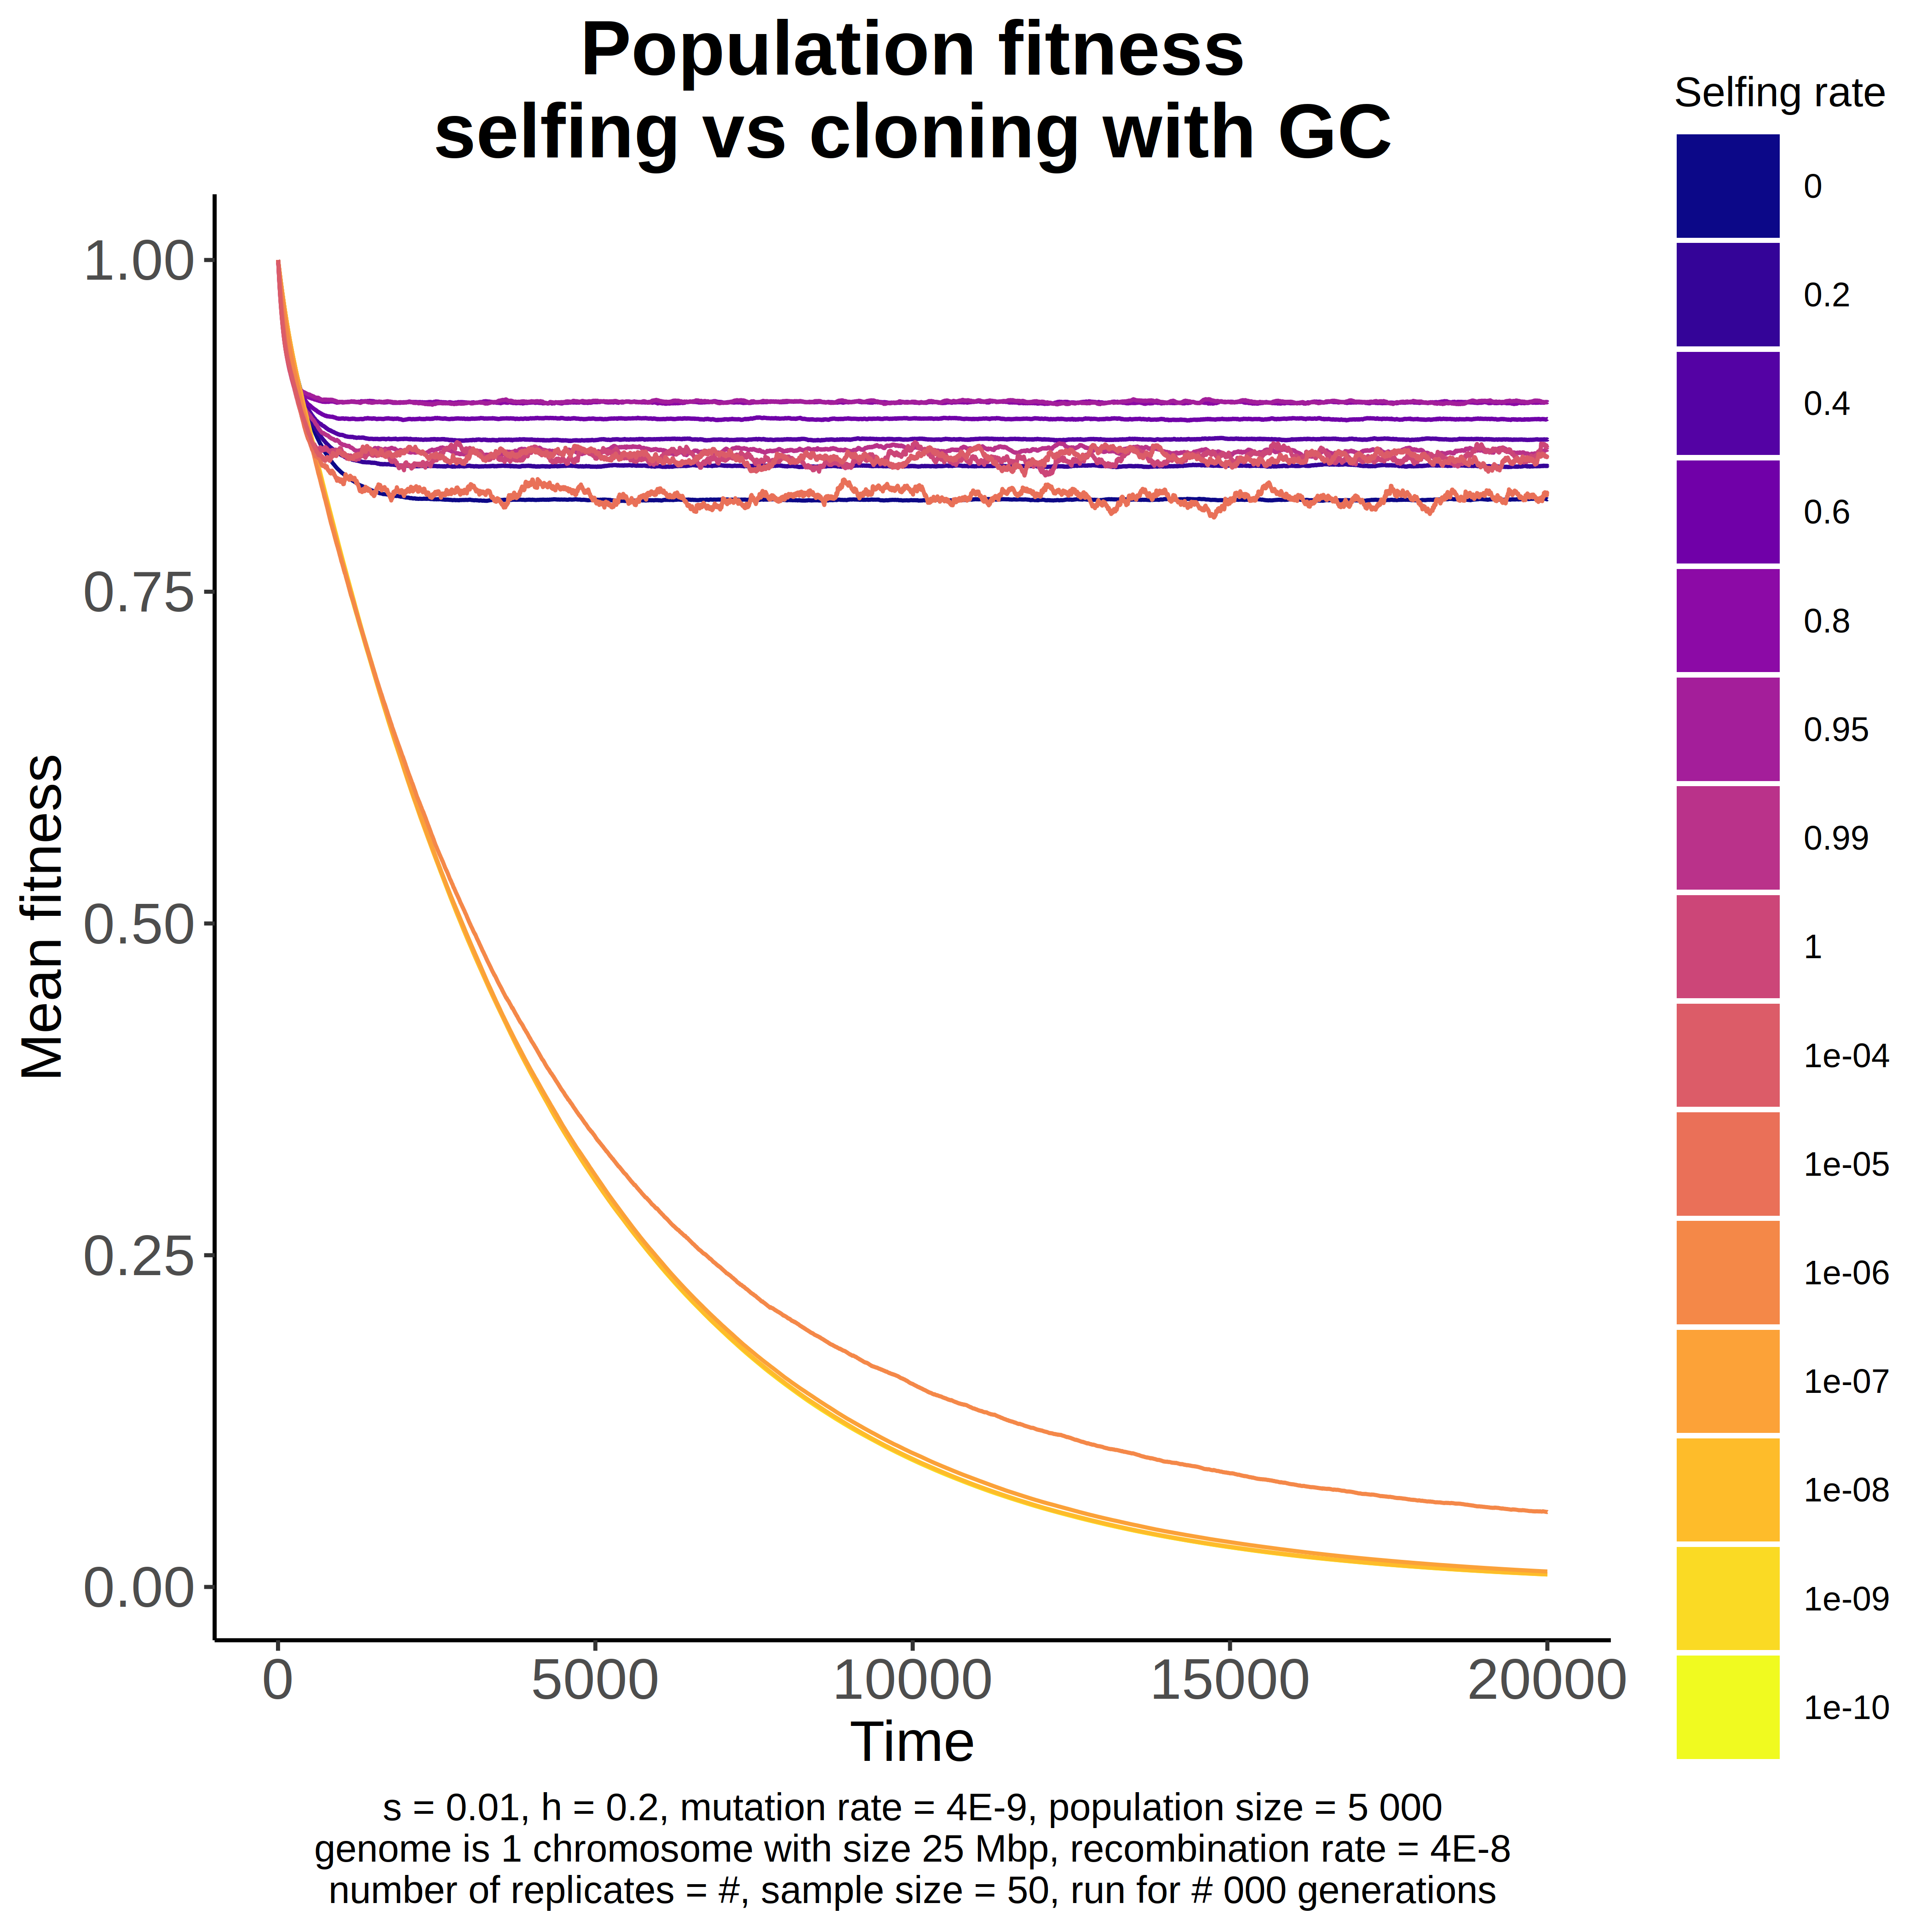 Population fitness
selfing vs cloning with GC
Selfing rate
0
0.2
0.4
0.6
0.8
0.95
0.99
1
1e-04
1e-05
1e-06
1e-07
1e-08
1e-09
1e-10
Mean fitness
1.00
0.75
0.50
0.25
0.00
0
5000
10000
15000
20000
Time
s = 0.01, h = 0.2, mutation rate = 4E-9, population size = 5 000
genome is 1 chromosome with size 25 Mbp, recombination rate = 4E-8
number of replicates = #, sample size = 50, run for # 000 generations